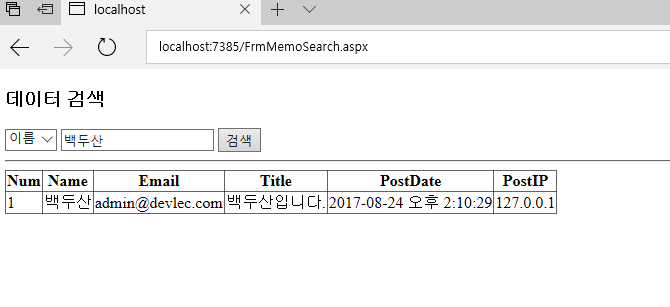 localhost
localhost:7385/FrmMemoSearch.aspx
데이터 검색
이름 백두산 검색
Num Name Email Title PostDate PostIP
1 백두산 admin@devlec.com 백두산입니다. 2017-08-24 오후 2:10:29 127.0.0.1